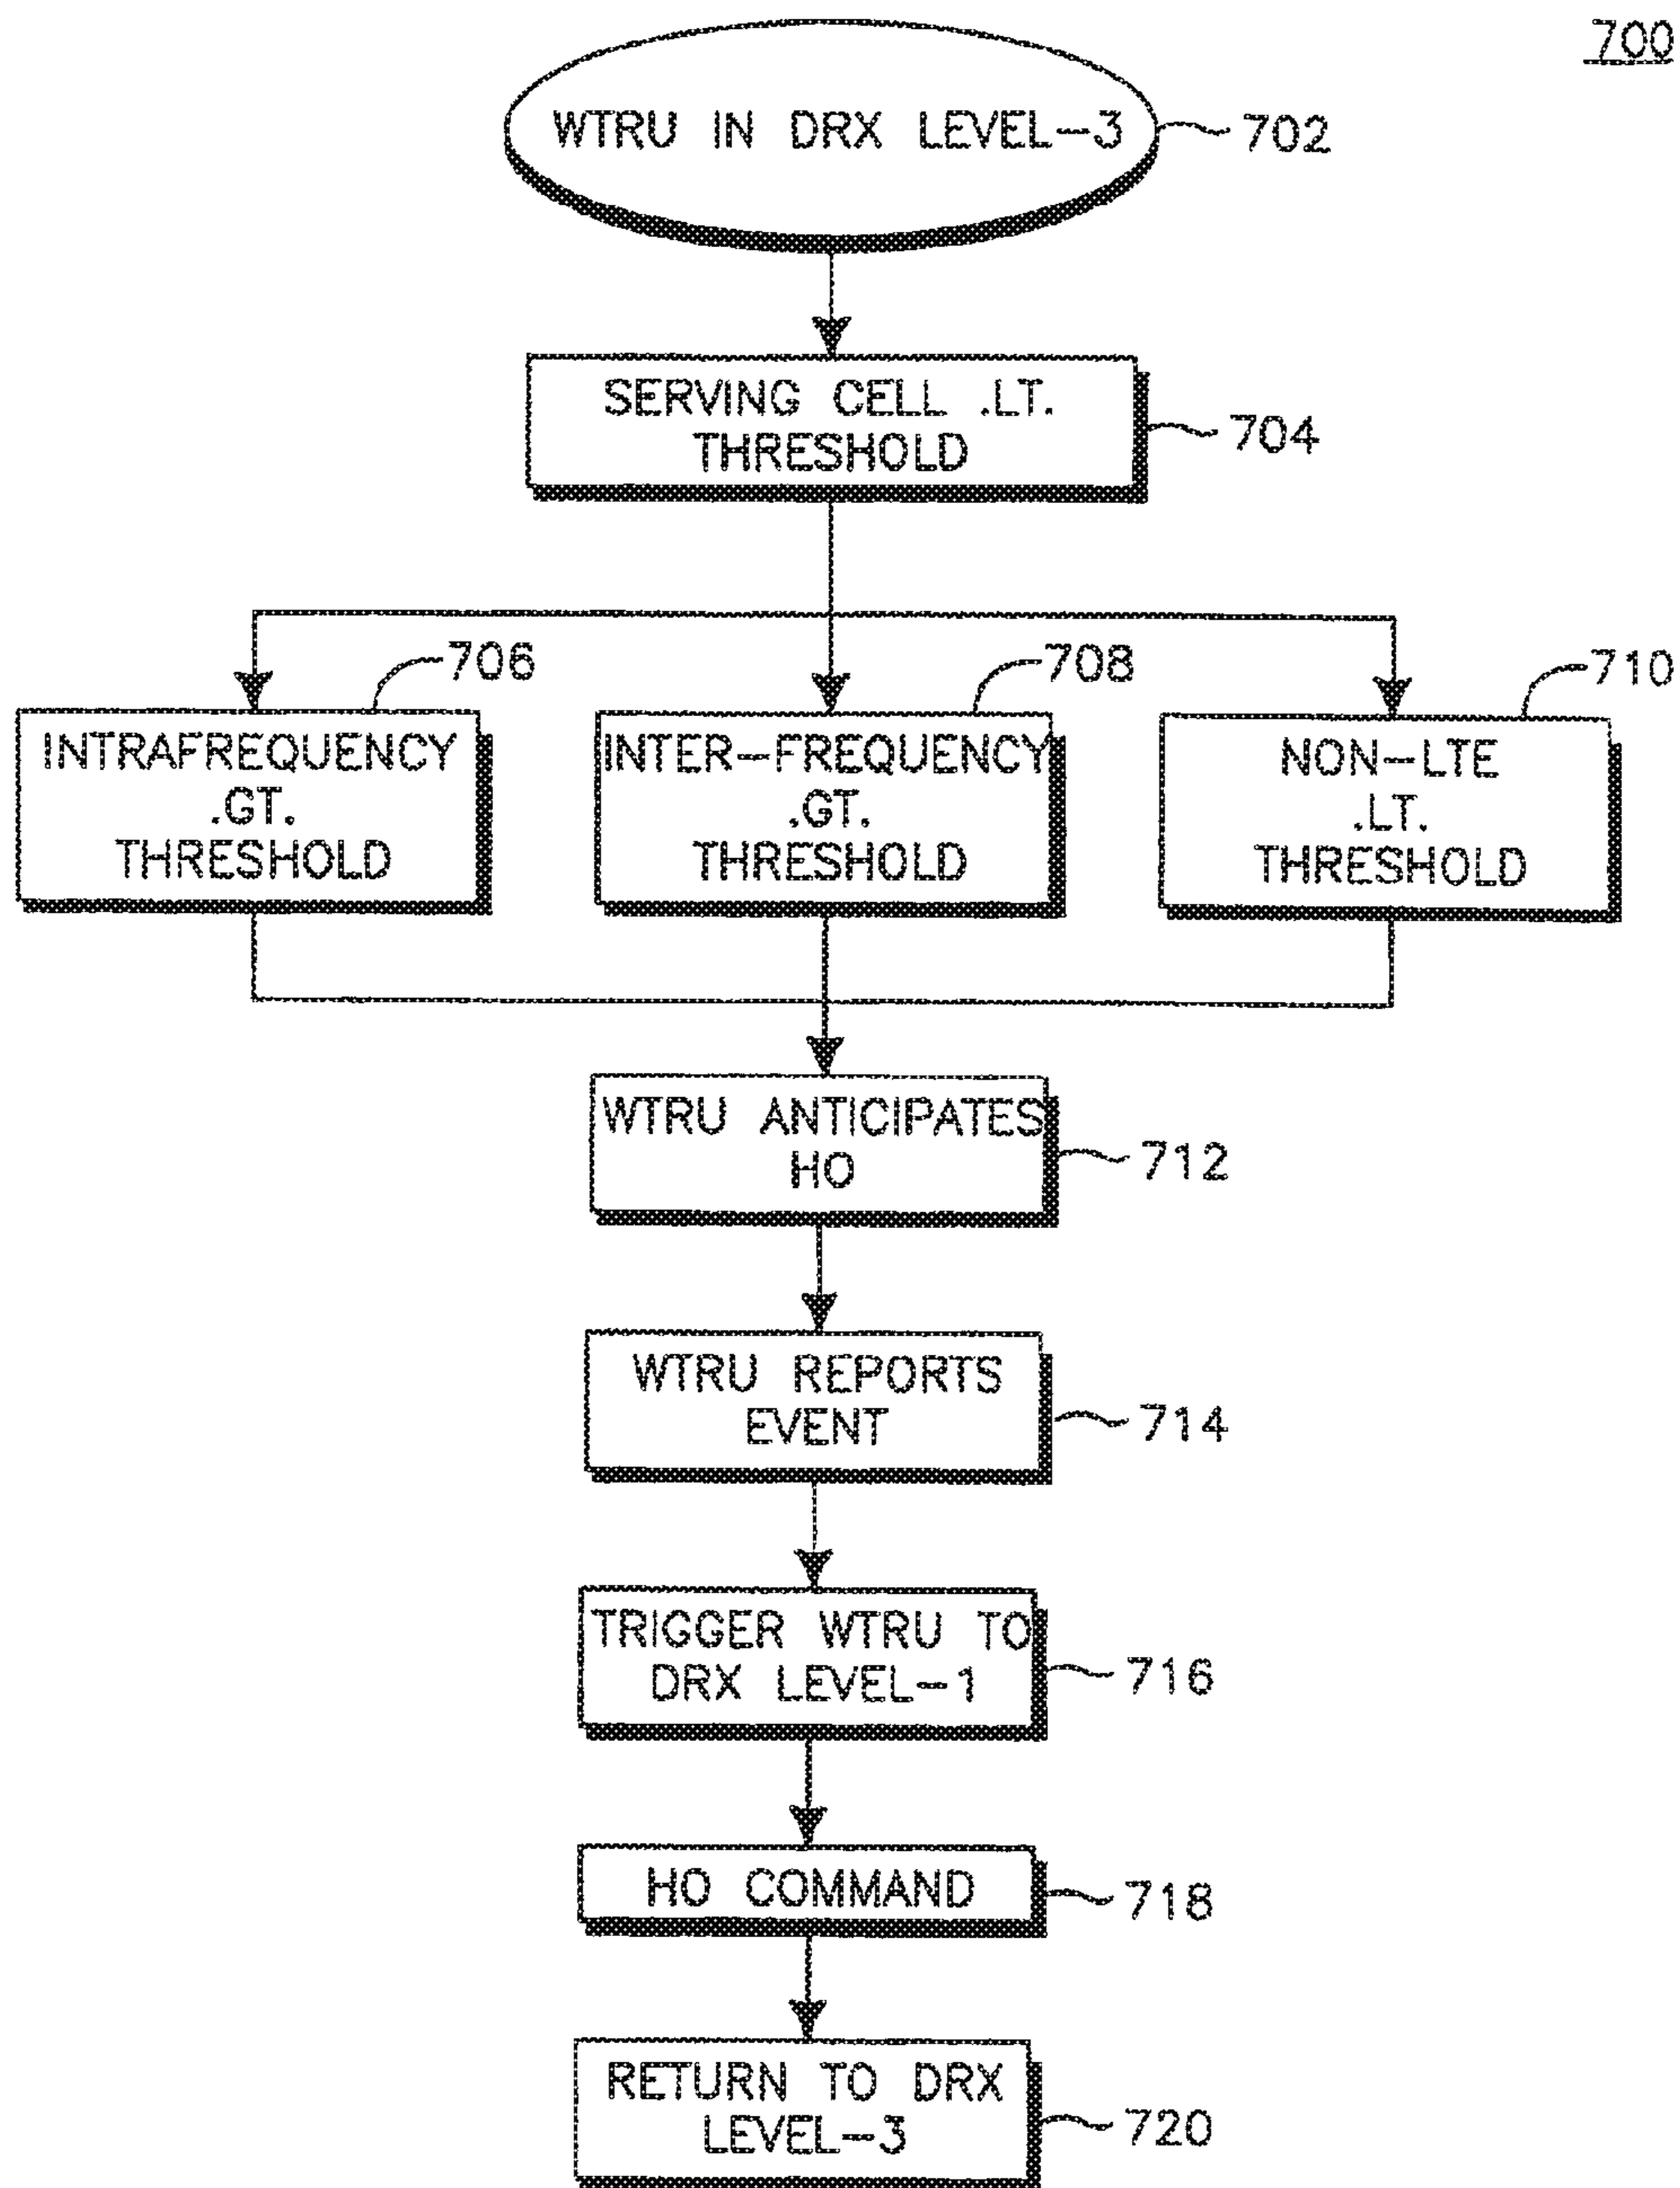 700
WTRU IN DRX LEVEL-3
702
SERVING CELL .LT.
THRESHOLD
704
706
708
710
INTRAFREQUENCY
.GT.
THRESHOLD
INTER-FREQUENCY
.GT.
THRESHOLD
NON-LTE
.LT.
THRESHOLD
WTRU ANTICIPATES
HO
712
WTRU REPORTS
EVENT
714
TRIGGER WTRU TO
DRX LEVEL-1
716
HO COMMAND
718
RETURN TO DRX
LEVEL-3
720